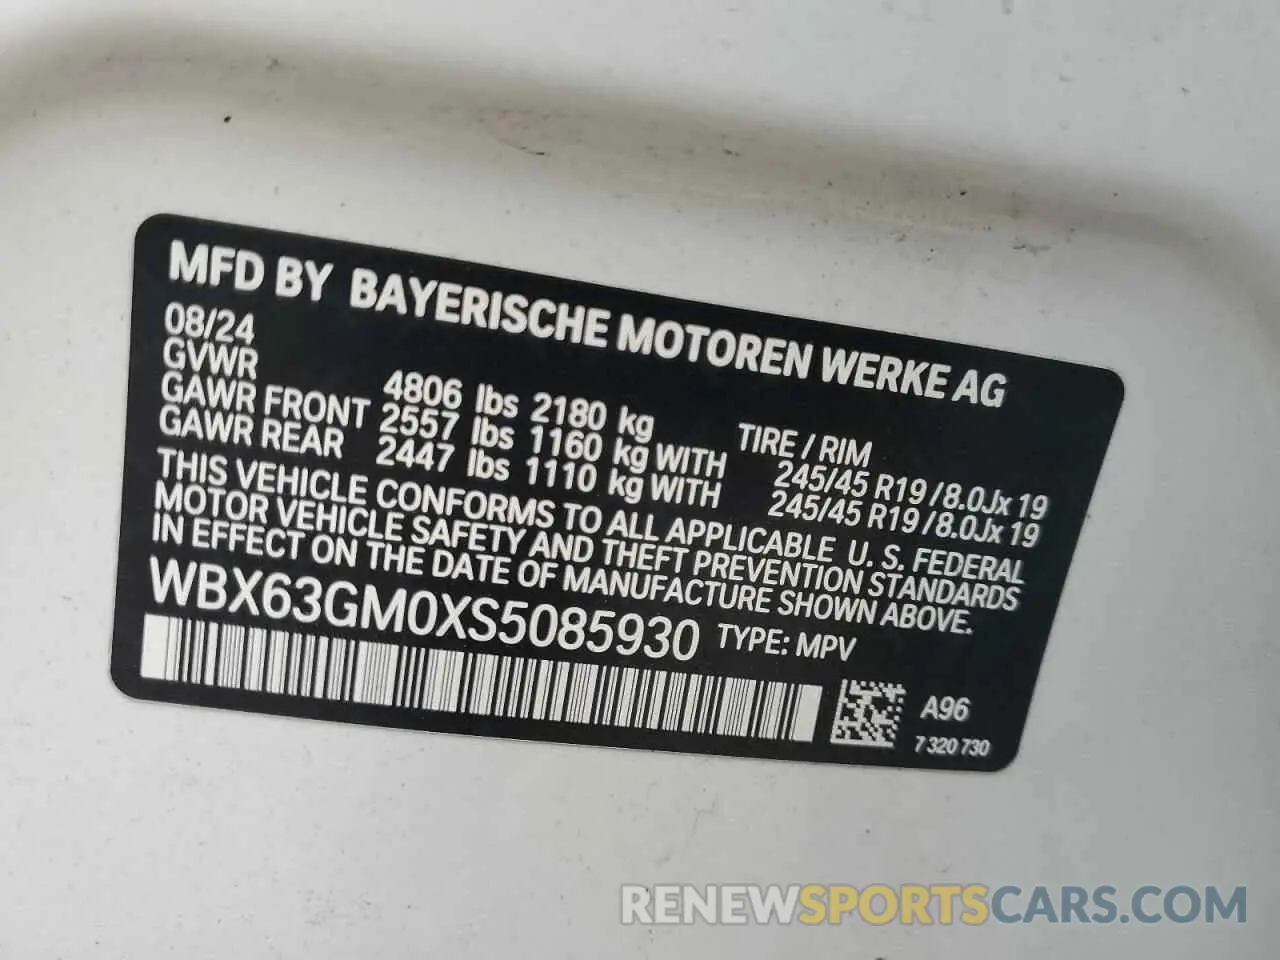 MFD BY BAYERISCHE MOTOREN WERKE AG
08/24
GVWR 4806 lbs 2180 kg TIRE / RIM
GAWR FRONT 2557 lbs 1160 kg WITH 245/45 R19 /8.0Jx 19
GAWR REAR 2447 lbs 1110 kg WITH 245/45 R19 /8.0Jx 19
THIS VEHICLE CONFORMS TO ALL APPLICABLE U. S. FEDERAL
MOTOR VEHICLE SAFETY AND THEFT PREVENTION STANDARDS
IN EFFECT ON THE DATE OF MANUFACTURE SHOWN ABOVE.
WBX63GM0XS5085930 TYPE: MPV
A96
7 320 730
RENEWSPORTSCARS.COM